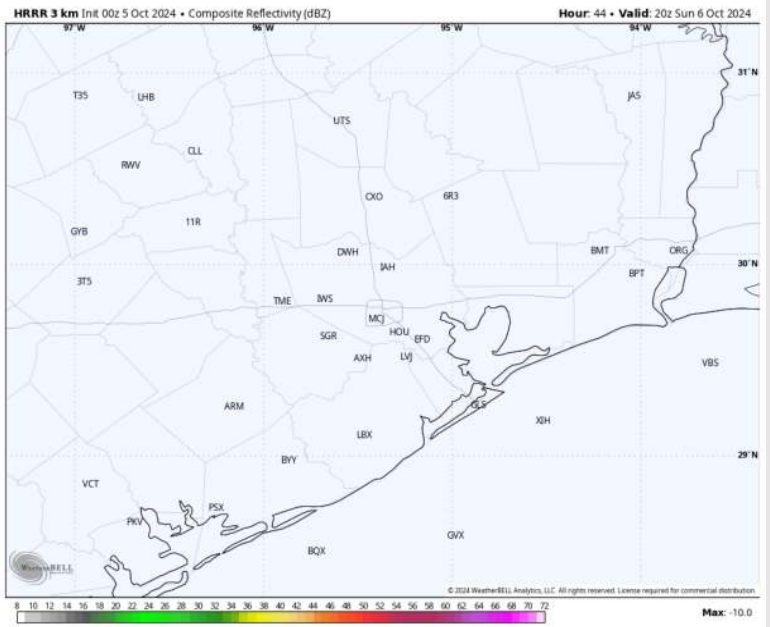 HRRR 3 km Init 00z 5 Oct 2024 • Composite Reflectivity (dBZ) Hour: 44 • Valid: 20z Sun 6 Oct 2024
97°W 96°W 95°W 94°W
31°N
T35 LHB JAS
UTS
CLL
RWV
CXO 6R3
11R
GYB
DWH BMT ORG
IAH 30°N
3T5 BPT
TME IWS
MCJ
SGR HOU EFD
AXH LVJ VBS
ARM GLS
LBX XIH
BYY 29°N
VCT
PSX
PKV
GVX
BQX
WeatherBELL
© 2024 WeatherBELL Analytics, LLC. All rights reserved. License required for commercial distribution.
8 10 12 14 16 18 20 22 24 26 28 30 32 34 36 38 40 42 44 46 48 50 52 54 56 58 60 62 64 66 68 70 72 Max: -10.0